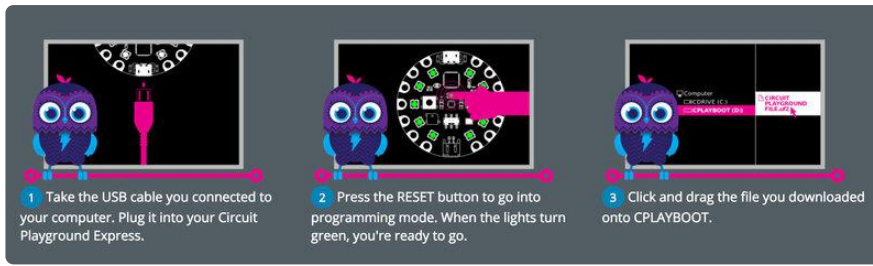 1 Take the USB cable you connected to
your computer. Plug it into your Circuit
Playground Express.
2 Press the RESET button to go into
programming mode. When the lights turn
green, you're ready to go.
Computer
CDRIVE (C:)
CPLAYBOOT (D:)
CIRCUIT
PLAYGROUND
FILE.uf2
3 Click and drag the file you downloaded
onto CPLAYBOOT.